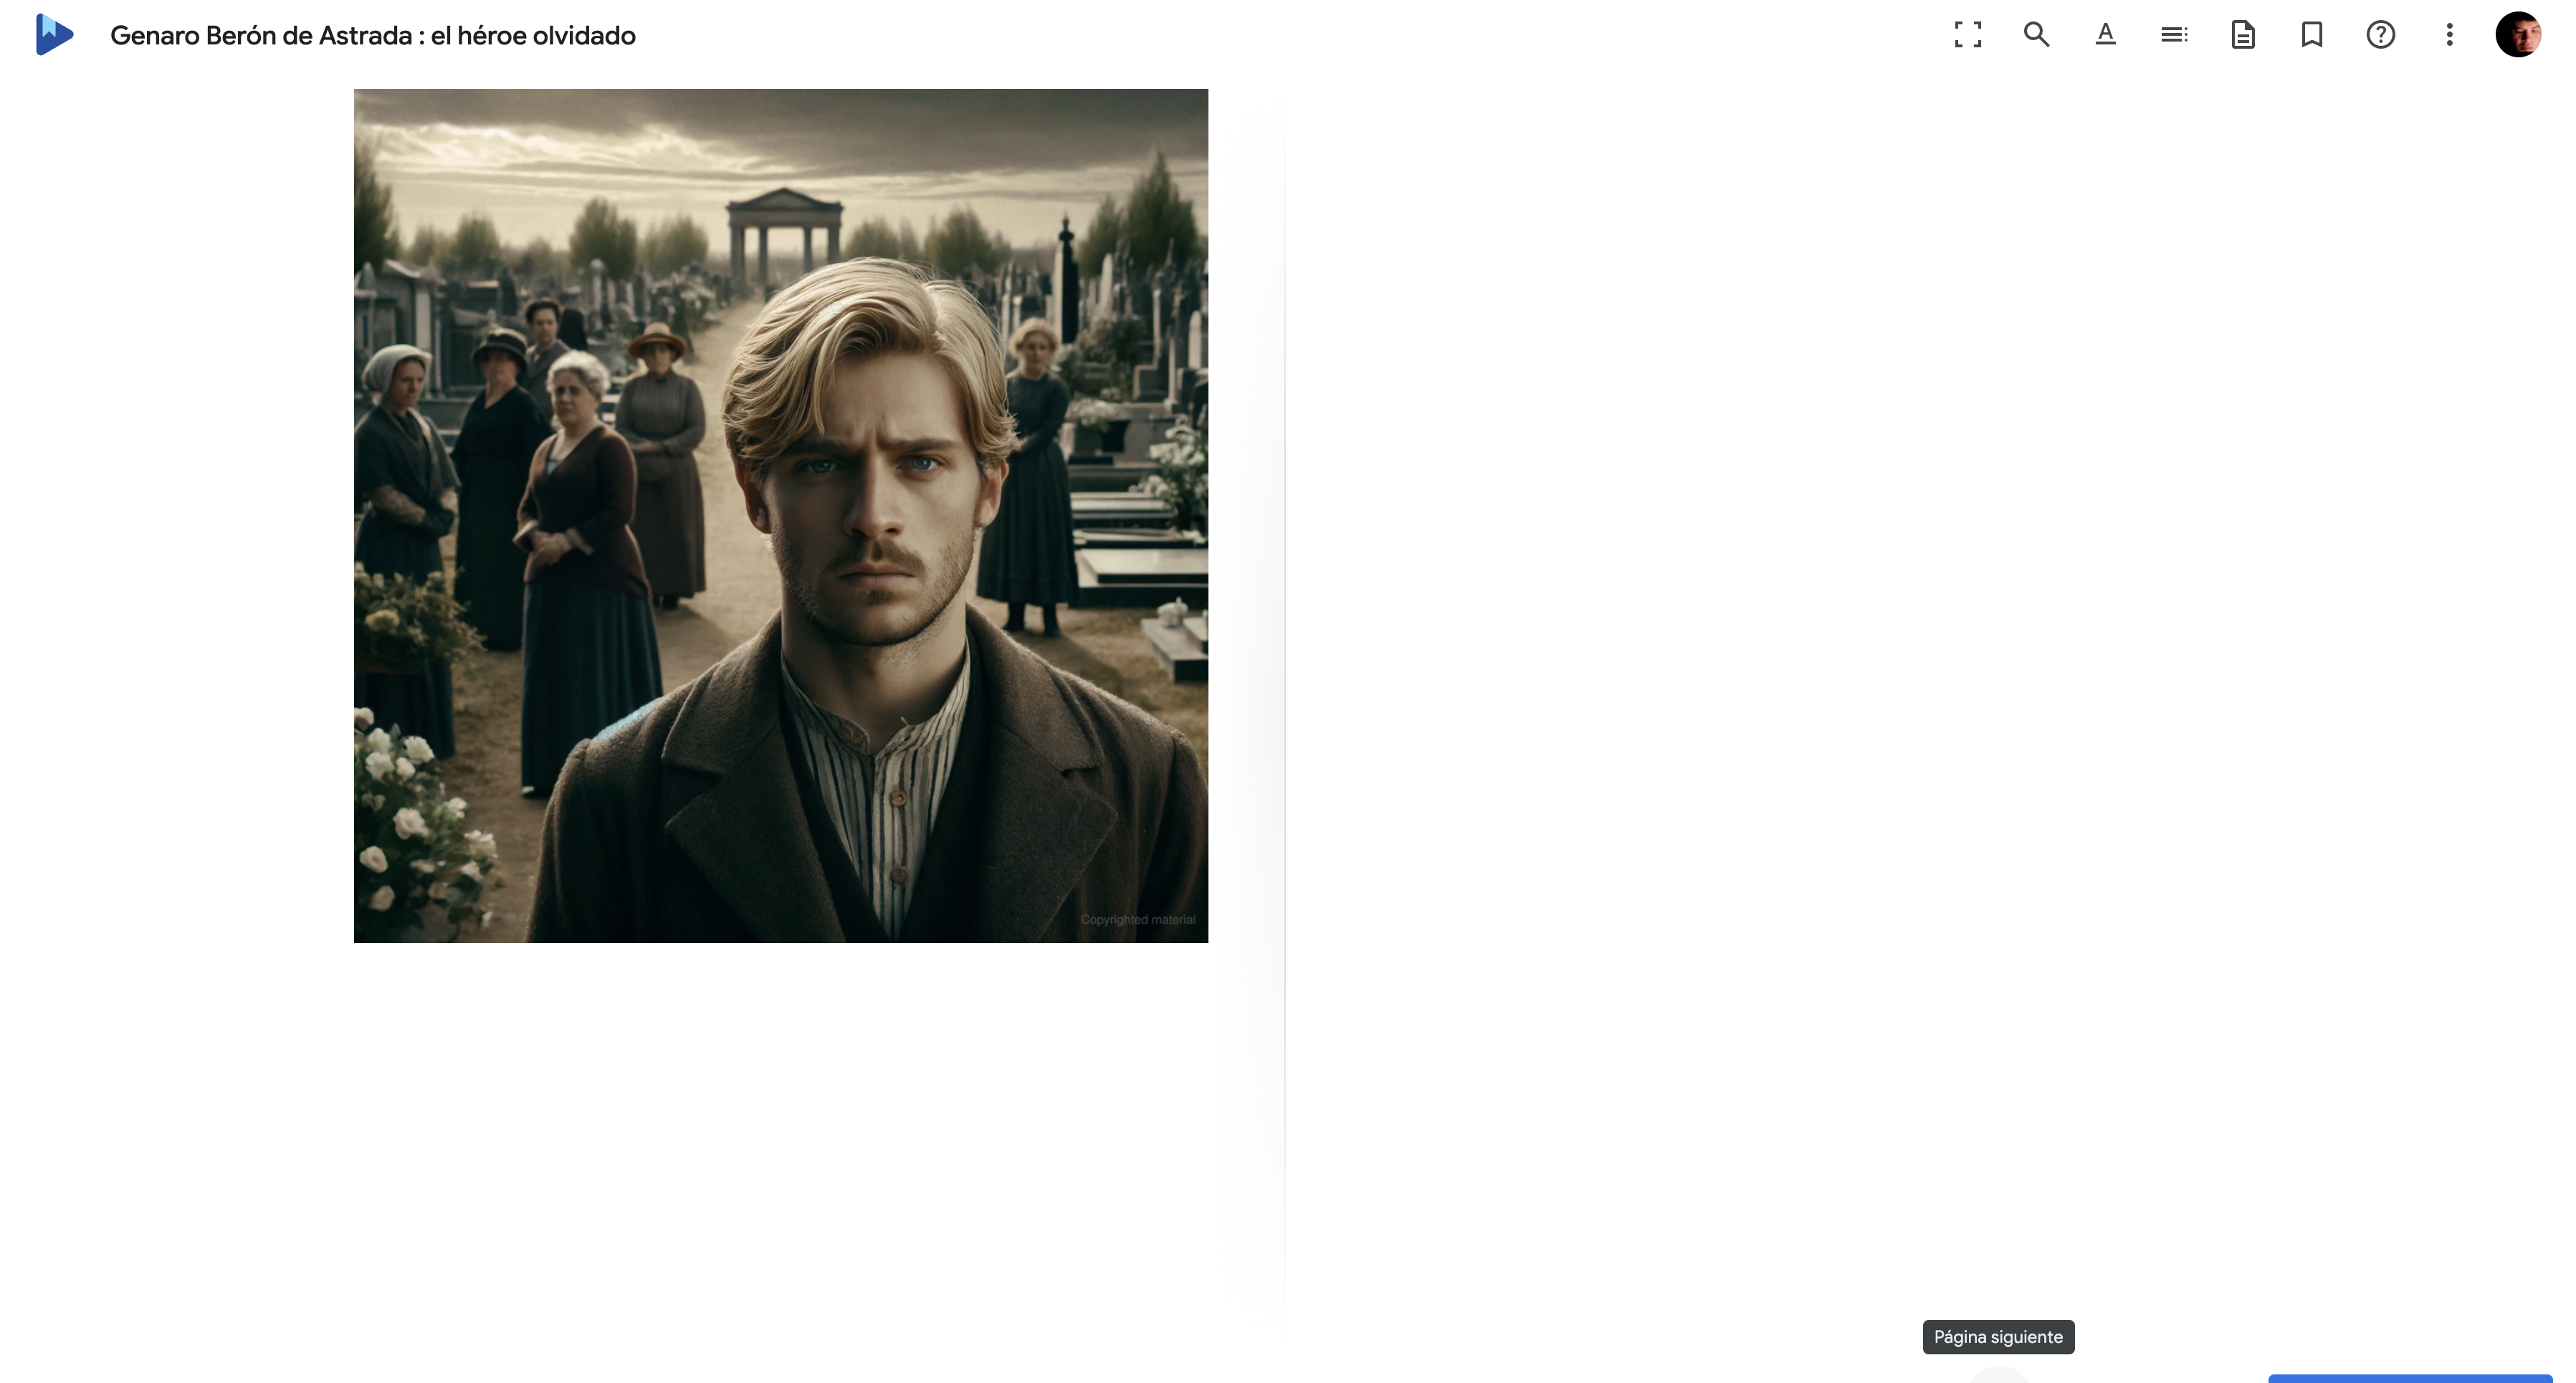 Genaro Berón de Astrada : el héroe olvidado
Copyrighted material
Página siguiente